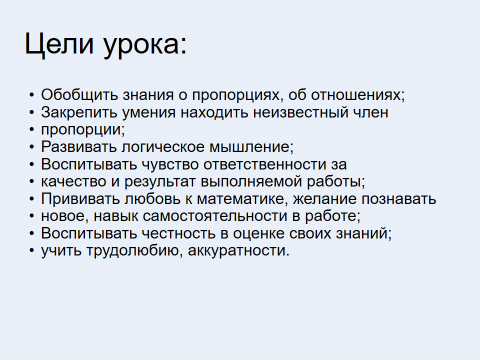 Цели урока:
• Обобщить знания о пропорциях, об отношениях;
• Закрепить умения находить неизвестный член
• пропорции;
• Развивать логическое мышление;
• Воспитывать чувство ответственности за
• качество и результат выполняемой работы;
• Прививать любовь к математике, желание познавать
• новое, навык самостоятельности в работе;
• Воспитывать честность в оценке своих знаний;
• учить трудолюбию, аккуратности.